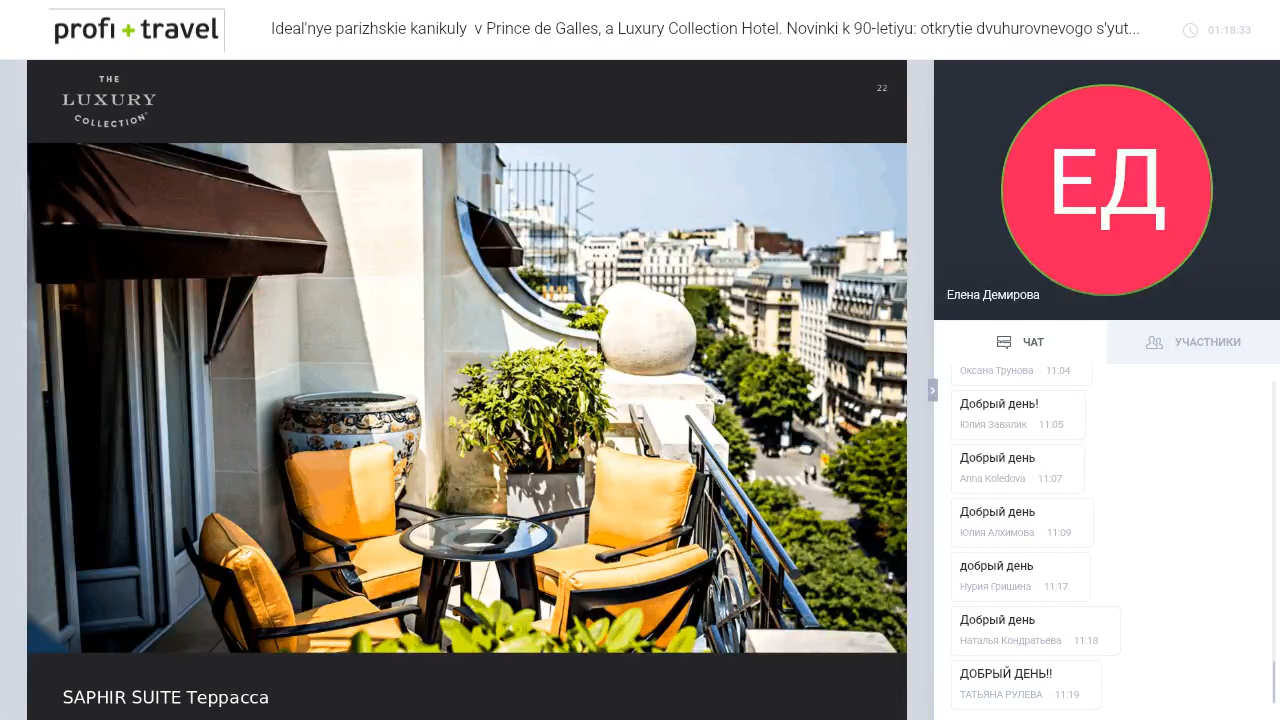 profi + travel
Ideal'nye parizhskie kanikuly v Prince de Galles, a Luxury Collection Hotel. Novinki k 90-letiyu: otkrytie dvuhurovnevogo s'yut...
01:18:33
THE
LUXURY
COLLECTION
22
SAPHIR SUITE Терраса
ЕД
Елена Демирова
ЧАТ
УЧАСТНИКИ
Оксана Трунова 11:04
Добрый день!
Юлия Завялик 11:05
Добрый день
Anna Koledova 11:07
Добрый день
Юлия Алхимова 11:09
добрый день
Нурия Гришина 11:17
Добрый день
Наталья Кондратьева 11:18
ДОБРЫЙ ДЕНЬ!!
ТАТЬЯНА РУЛЕВА 11:19